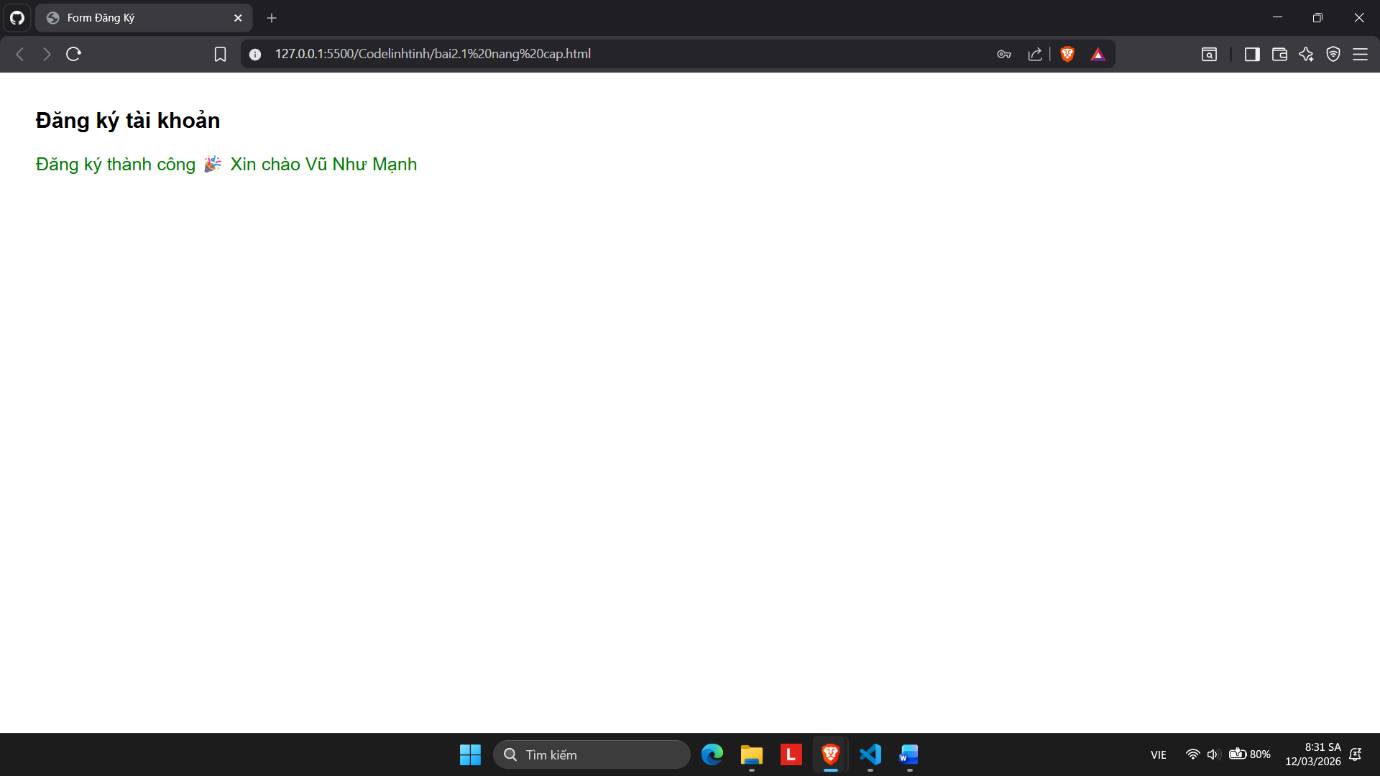 Form Đăng Ký
127.0.0.1:5500/Codelinhtinh/bai2.1%20nang%20cap.html
Đăng ký tài khoản
Đăng ký thành công 🎉 Xin chào Vũ Như Mạnh
Tìm kiếm
L
W
VIE
80%
8:31 SA
12/03/2026